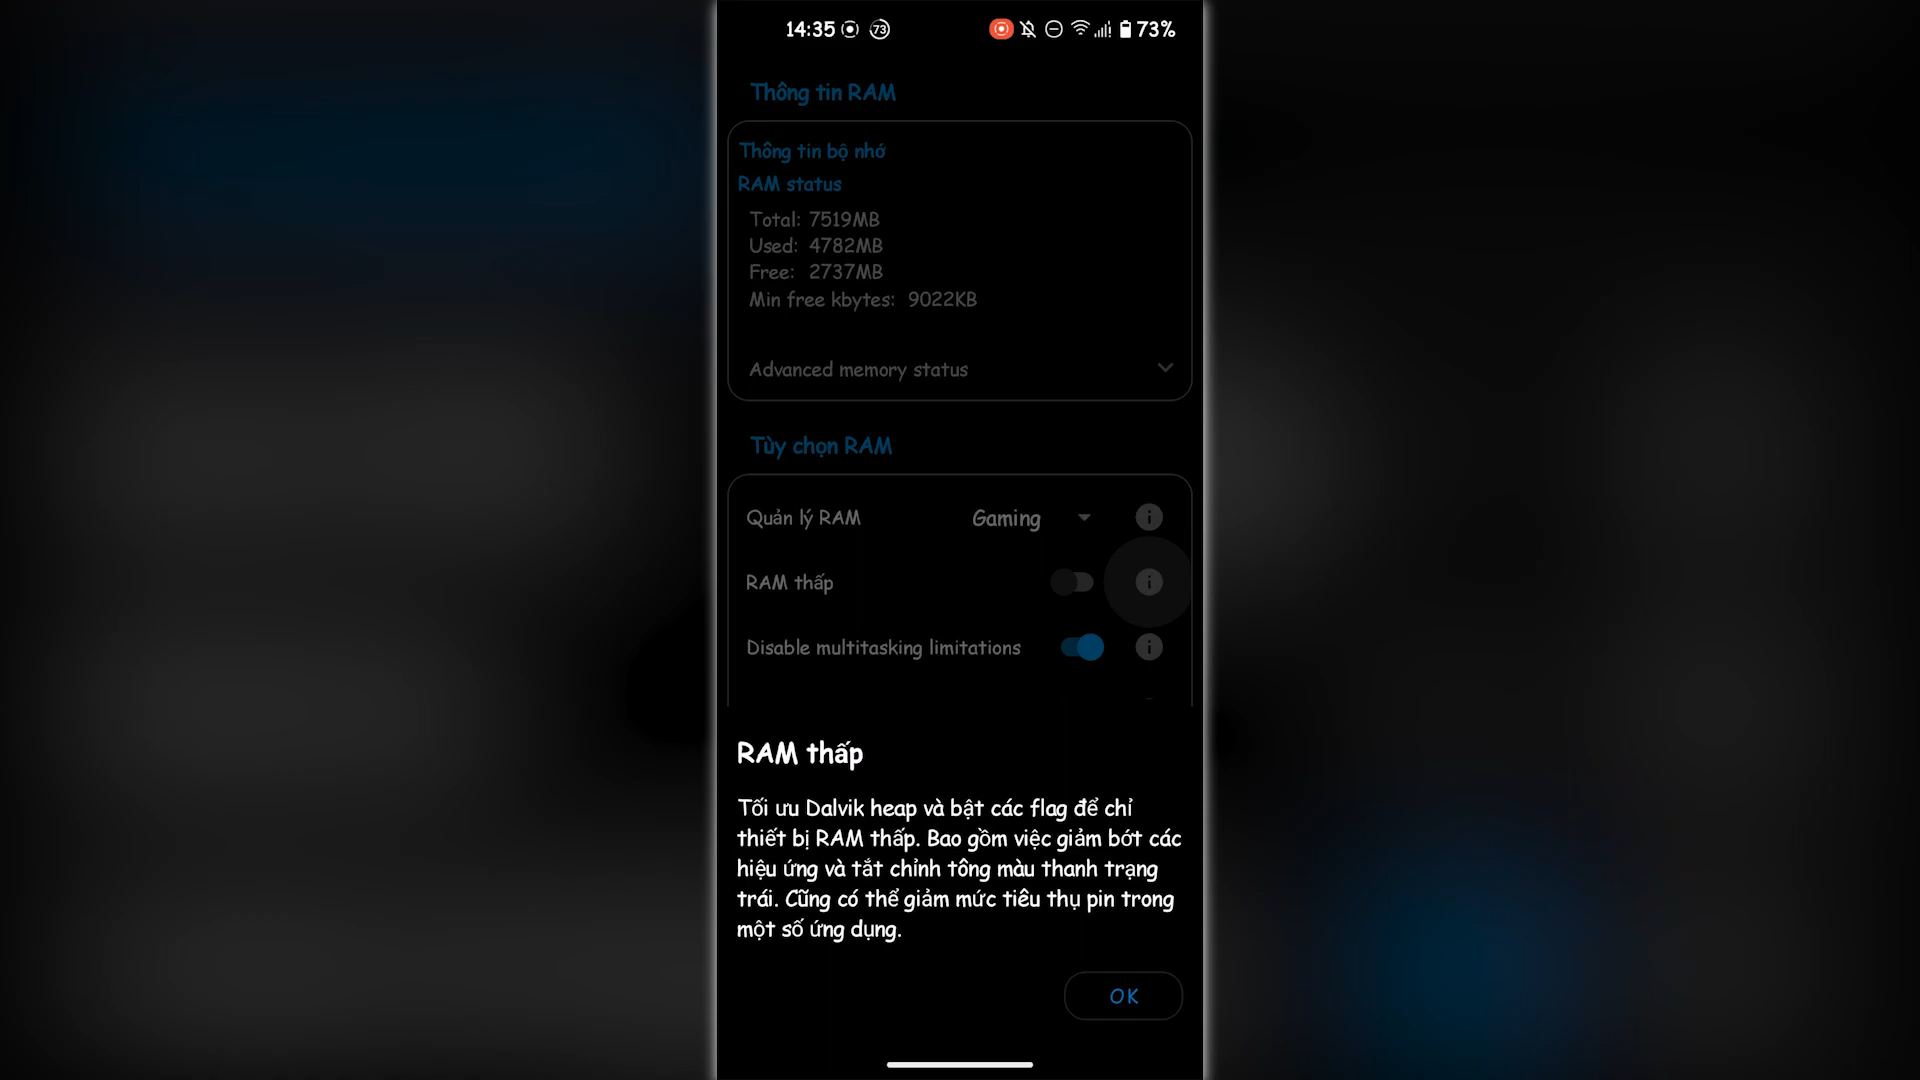 14:35 73 73%
Thông tin RAM
Thông tin bộ nhớ
RAM status
Total: 7519MB
Used: 4782MB
Free: 2737MB
Min free kbytes: 9022KB
Advanced memory status
Tùy chọn RAM
Quản lý RAM Gaming
RAM thấp
Disable multitasking limitations
RAM thấp
Tối ưu Dalvik heap và bật các flag để chỉ
thiết bị RAM thấp. Bao gồm việc giảm bớt các
hiệu ứng và tắt chỉnh tông màu thanh trạng
trái. Cũng có thể giảm mức tiêu thụ pin trong
một số ứng dụng.
OK